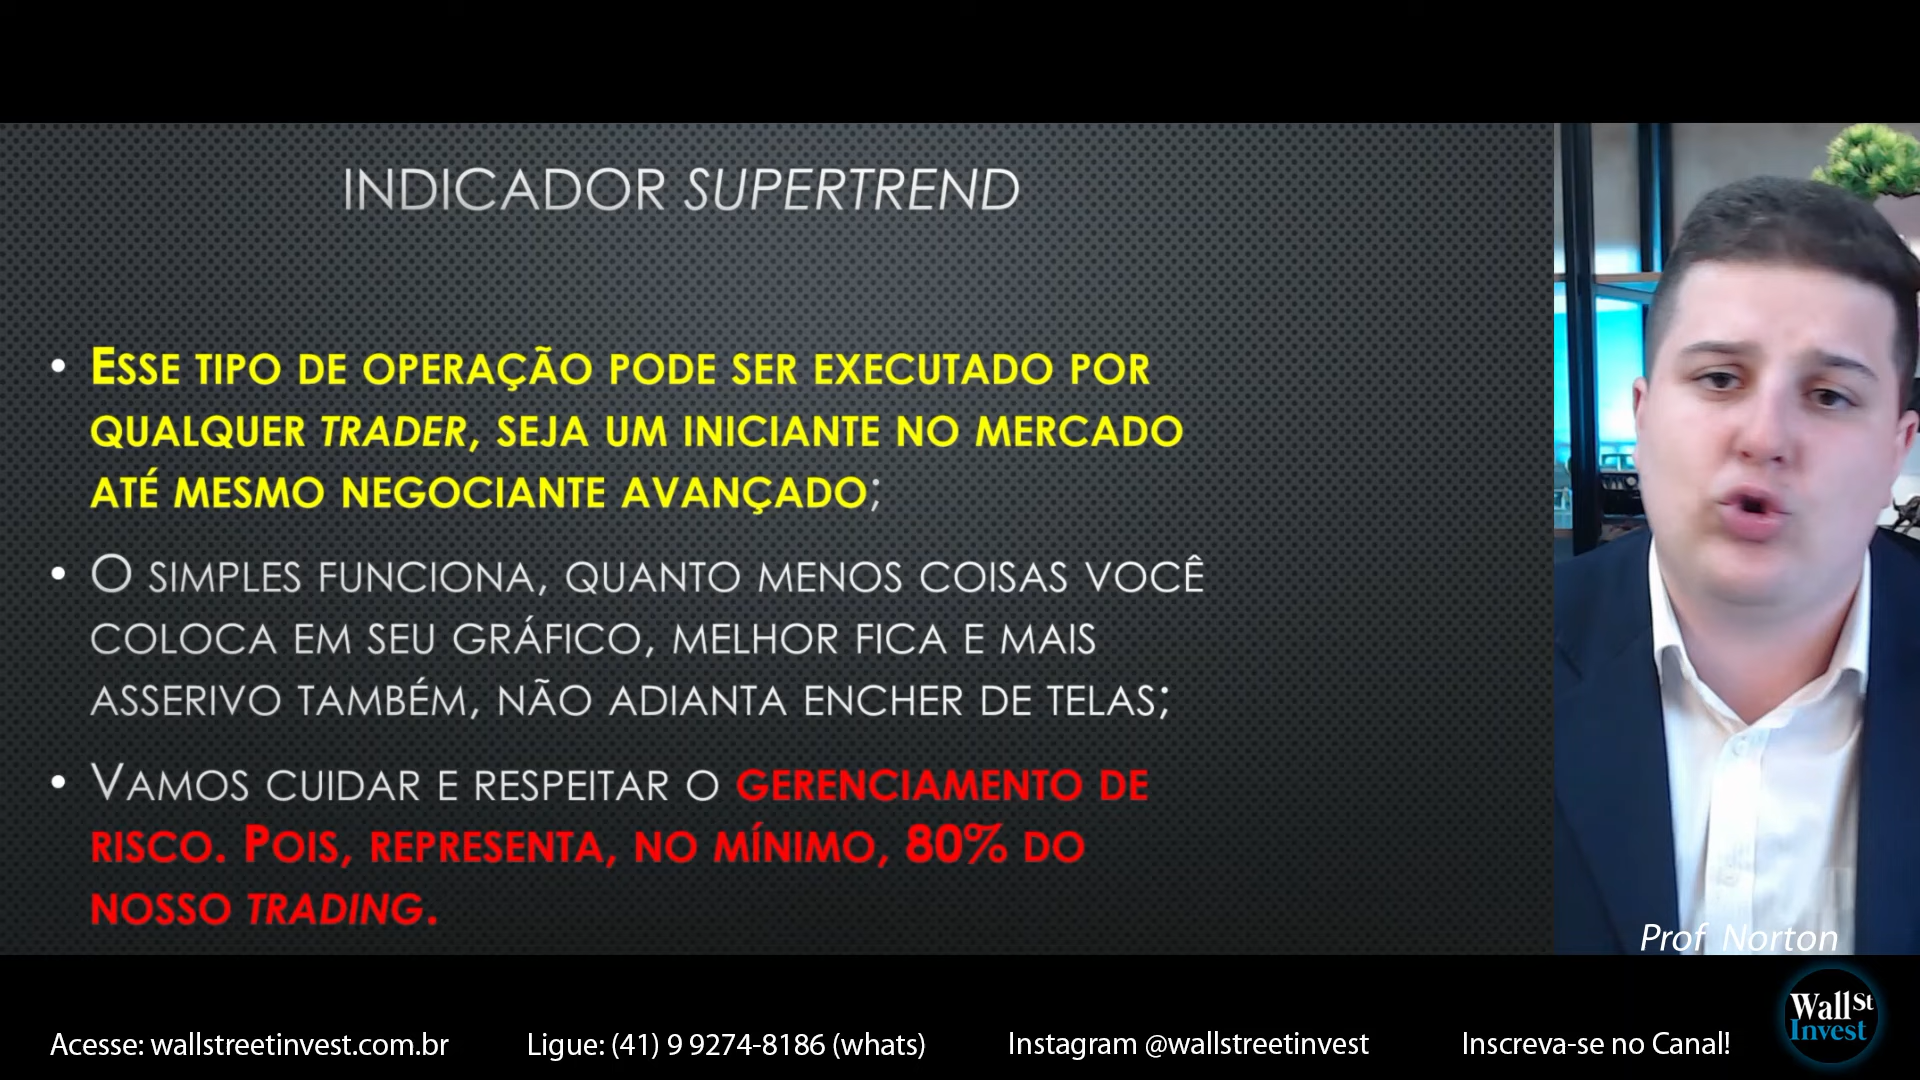 INDICADOR SUPERTREND
• ESSE TIPO DE OPERAÇÃO PODE SER EXECUTADO POR
QUALQUER TRADER, SEJA UM INICIANTE NO MERCADO
ATÉ MESMO NEGOCIANTE AVANÇADO;
• O SIMPLES FUNCIONA, QUANTO MENOS COISAS VOCÊ
COLOCA EM SEU GRÁFICO, MELHOR FICA E MAIS
ASSERIVO TAMBÉM, NÃO ADIANTA ENCHER DE TELAS;
• VAMOS CUIDAR E RESPEITAR O GERENCIAMENTO DE
RISCO. POIS, REPRESENTA, NO MÍNIMO, 80% DO
NOSSO TRADING.
Prof Norton
Wall St
Invest
Acesse: wallstreetinvest.com.br
Ligue: (41) 9 9274-8186 (whats)
Instagram @wallstreetinvest
Inscreva-se no Canal!